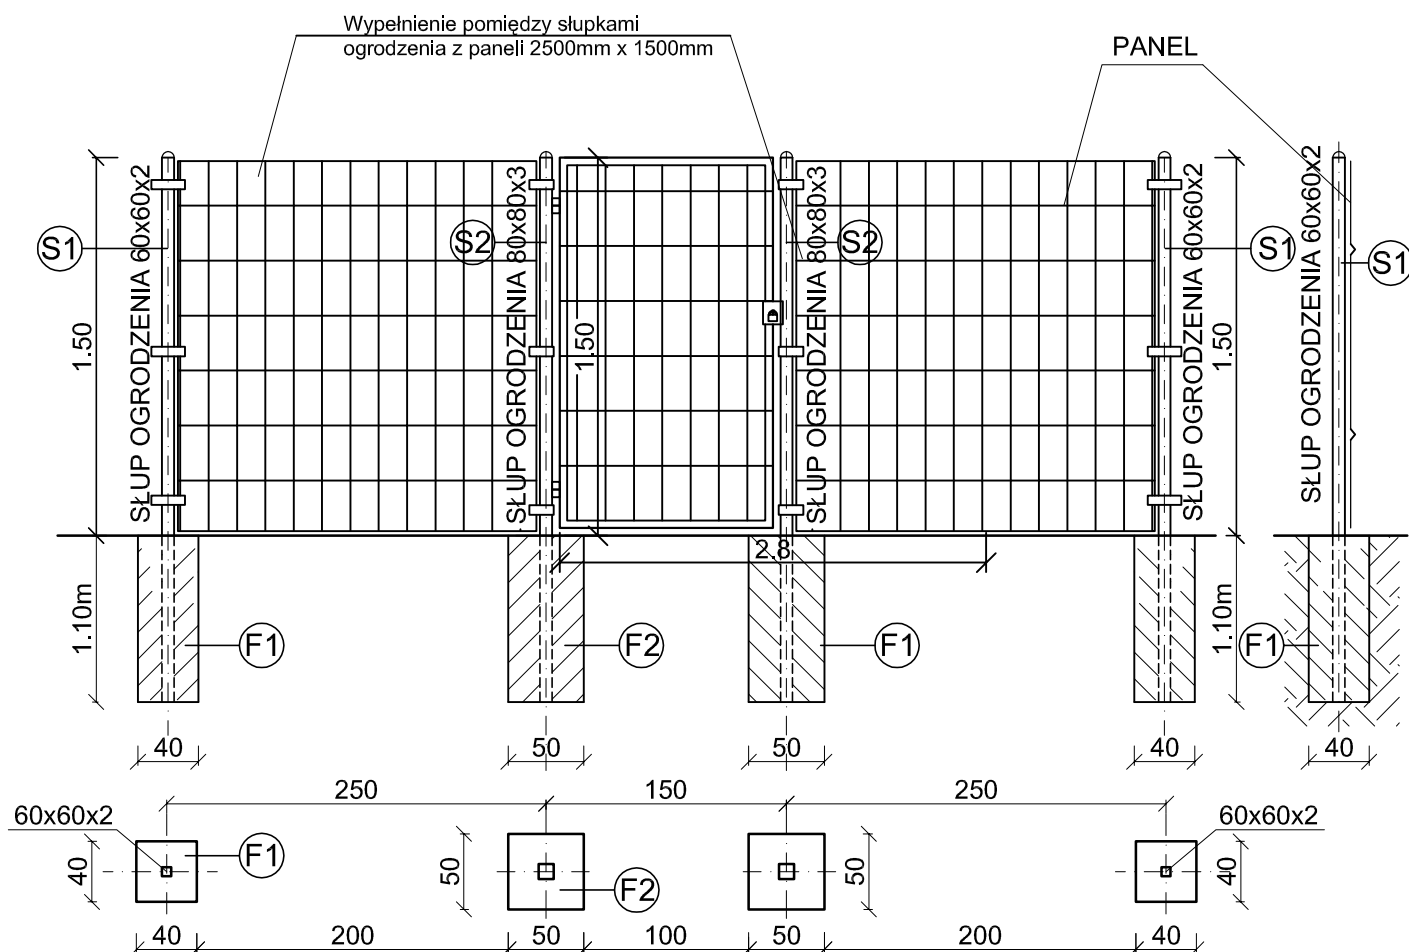 Wypełnienie pomiędzy słupkami
ogrodzenia z paneli 2500mm x 1500mm
PANEL
S1
SŁUP OGRODZENIA 60x60x2
1.50
S2
SŁUP OGRODZENIA 80x80x3
1.50
S2
SŁUP OGRODZENIA 80x80x3
S1
SŁUP OGRODZENIA 60x60x2
1.50
S1
SŁUP OGRODZENIA 60x60x2
2.8
1.10m
F1
F2
F1
1.10m
F1
40
50
50
40
40
250
150
250
60x60x2
60x60x2
40
F1
50
F2
50
40
40
200
50
100
50
200
40